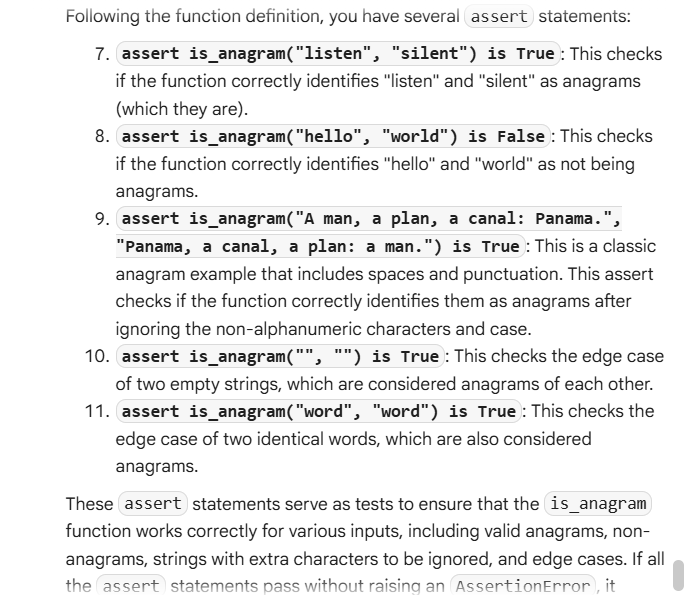 Following the function definition, you have several assert statements:
7. assert is_anagram("listen", "silent") is True: This checks
if the function correctly identifies "listen" and "silent" as anagrams
(which they are).
8. assert is_anagram("hello", "world") is False: This checks
if the function correctly identifies "hello" and "world" as not being
anagrams.
9. assert is_anagram("A man, a plan, a canal: Panama.",
"Panama, a canal, a plan: a man.") is True: This is a classic
anagram example that includes spaces and punctuation. This assert
checks if the function correctly identifies them as anagrams after
ignoring the non-alphanumeric characters and case.
10. assert is_anagram("", "") is True: This checks the edge case
of two empty strings, which are considered anagrams of each other.
11. assert is_anagram("word", "word") is True: This checks the
edge case of two identical words, which are also considered
anagrams.
These assert statements serve as tests to ensure that the is_anagram
function works correctly for various inputs, including valid anagrams, non-
anagrams, strings with extra characters to be ignored, and edge cases. If all
the assert statements pass without raising an AssertionError, it